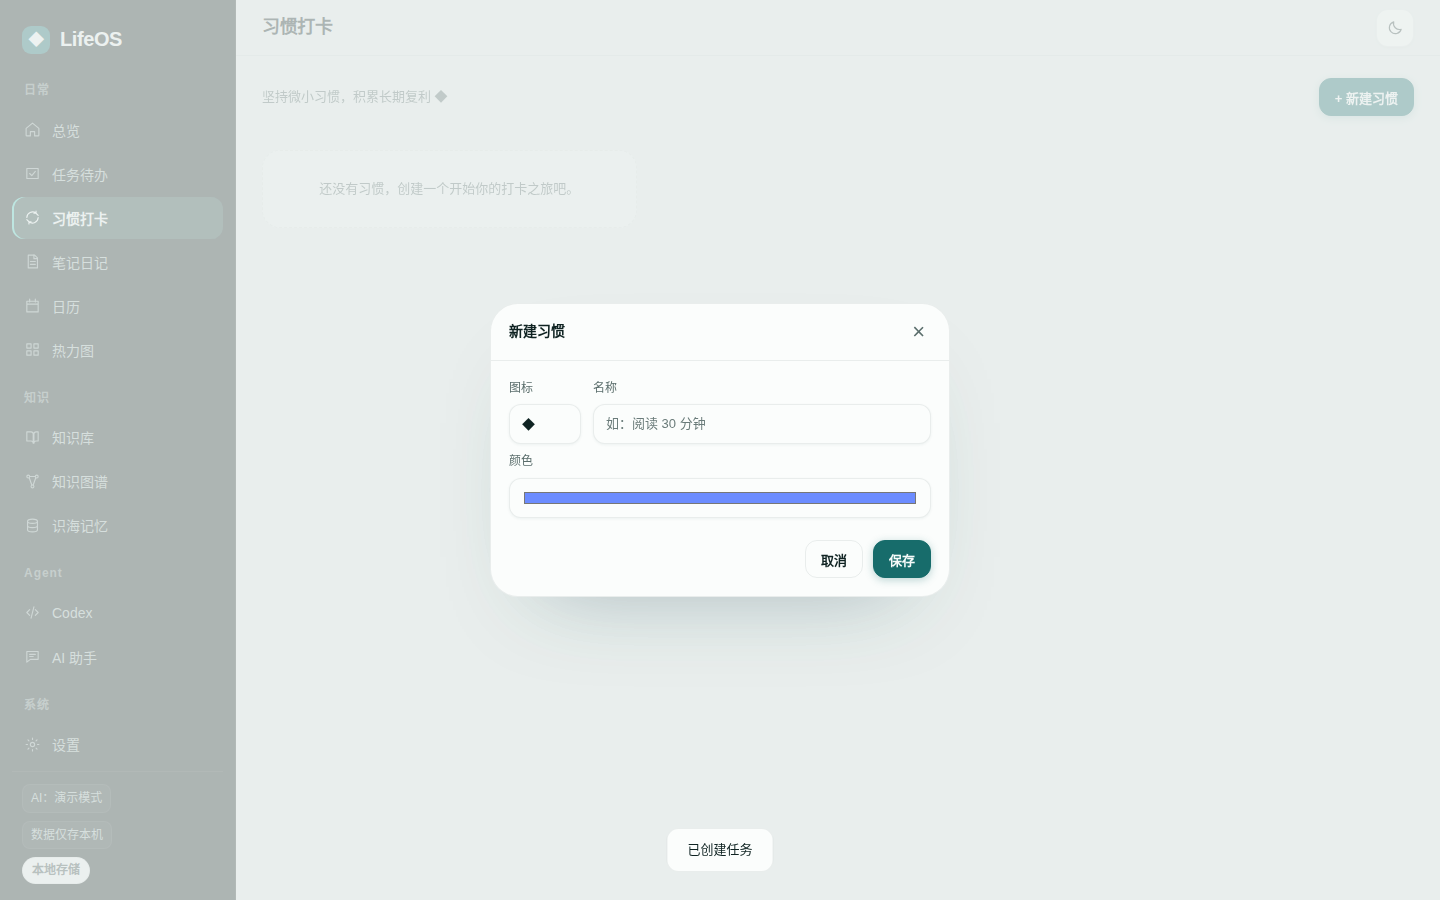 LifeOS
日常
总览
任务待办
习惯打卡
笔记日记
日历
热力图
知识
知识库
知识图谱
识海记忆
Agent
Codex
AI 助手
系统
设置
AI：演示模式
数据仅存本机
本地存储
习惯打卡
坚持微小习惯，积累长期复利 ◆
+ 新建习惯
还没有习惯，创建一个开始你的打卡之旅吧。
新建习惯
×
图标
名称
◆
如：阅读 30 分钟
颜色
取消
保存
已创建任务